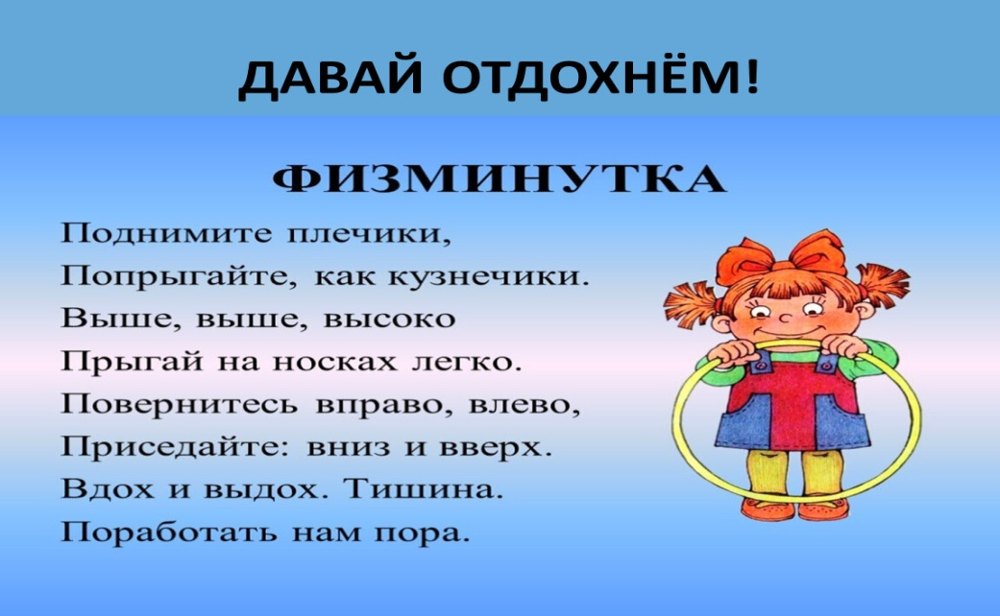 ДАВАЙ ОТДОХНЁМ!
ФИЗМИНУТКА
Поднимите плечики,
Попрыгайте, как кузнечики.
Выше, выше, высоко
Прыгай на носках легко.
Повернитесь вправо, влево,
Приседайте: вниз и вверх.
Вдох и выдох. Тишина.
Поработать нам пора.